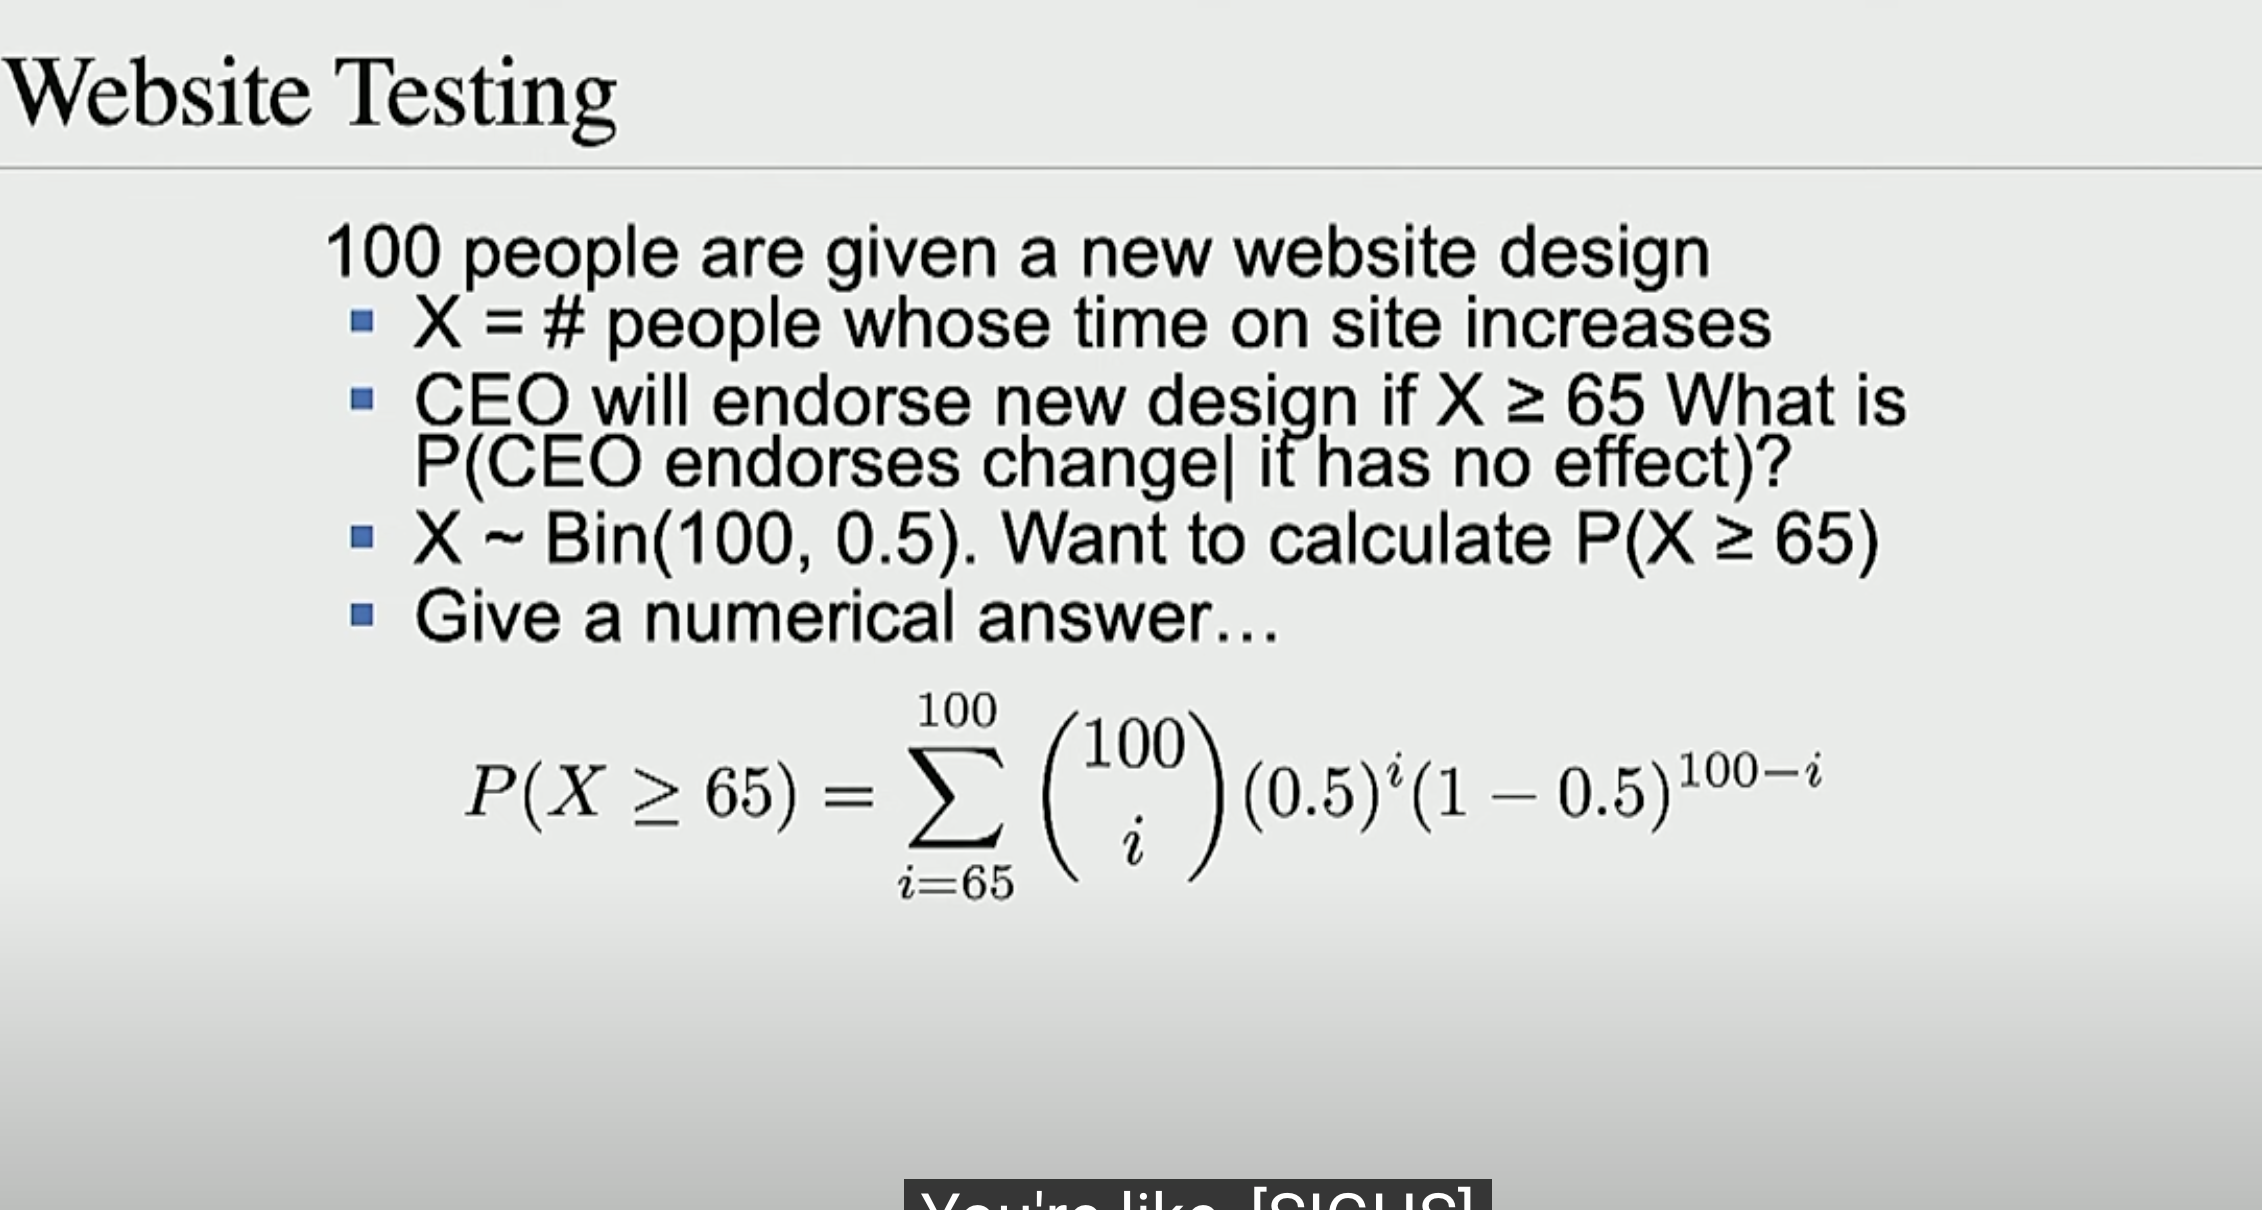 Website Testing
100 people are given a new website design
▪ X = # people whose time on site increases
▪ CEO will endorse new design if X ≥ 65 What is
P(CEO endorses change| it has no effect)?
▪ X ~ Bin(100, 0.5). Want to calculate P(X ≥ 65)
▪ Give a numerical answer…
P(X ≥ 65) = \sum_{i=65}^{100} \binom{100}{i} (0.5)^i (1 − 0.5)^{100−i}
You're like, [SIGHS]